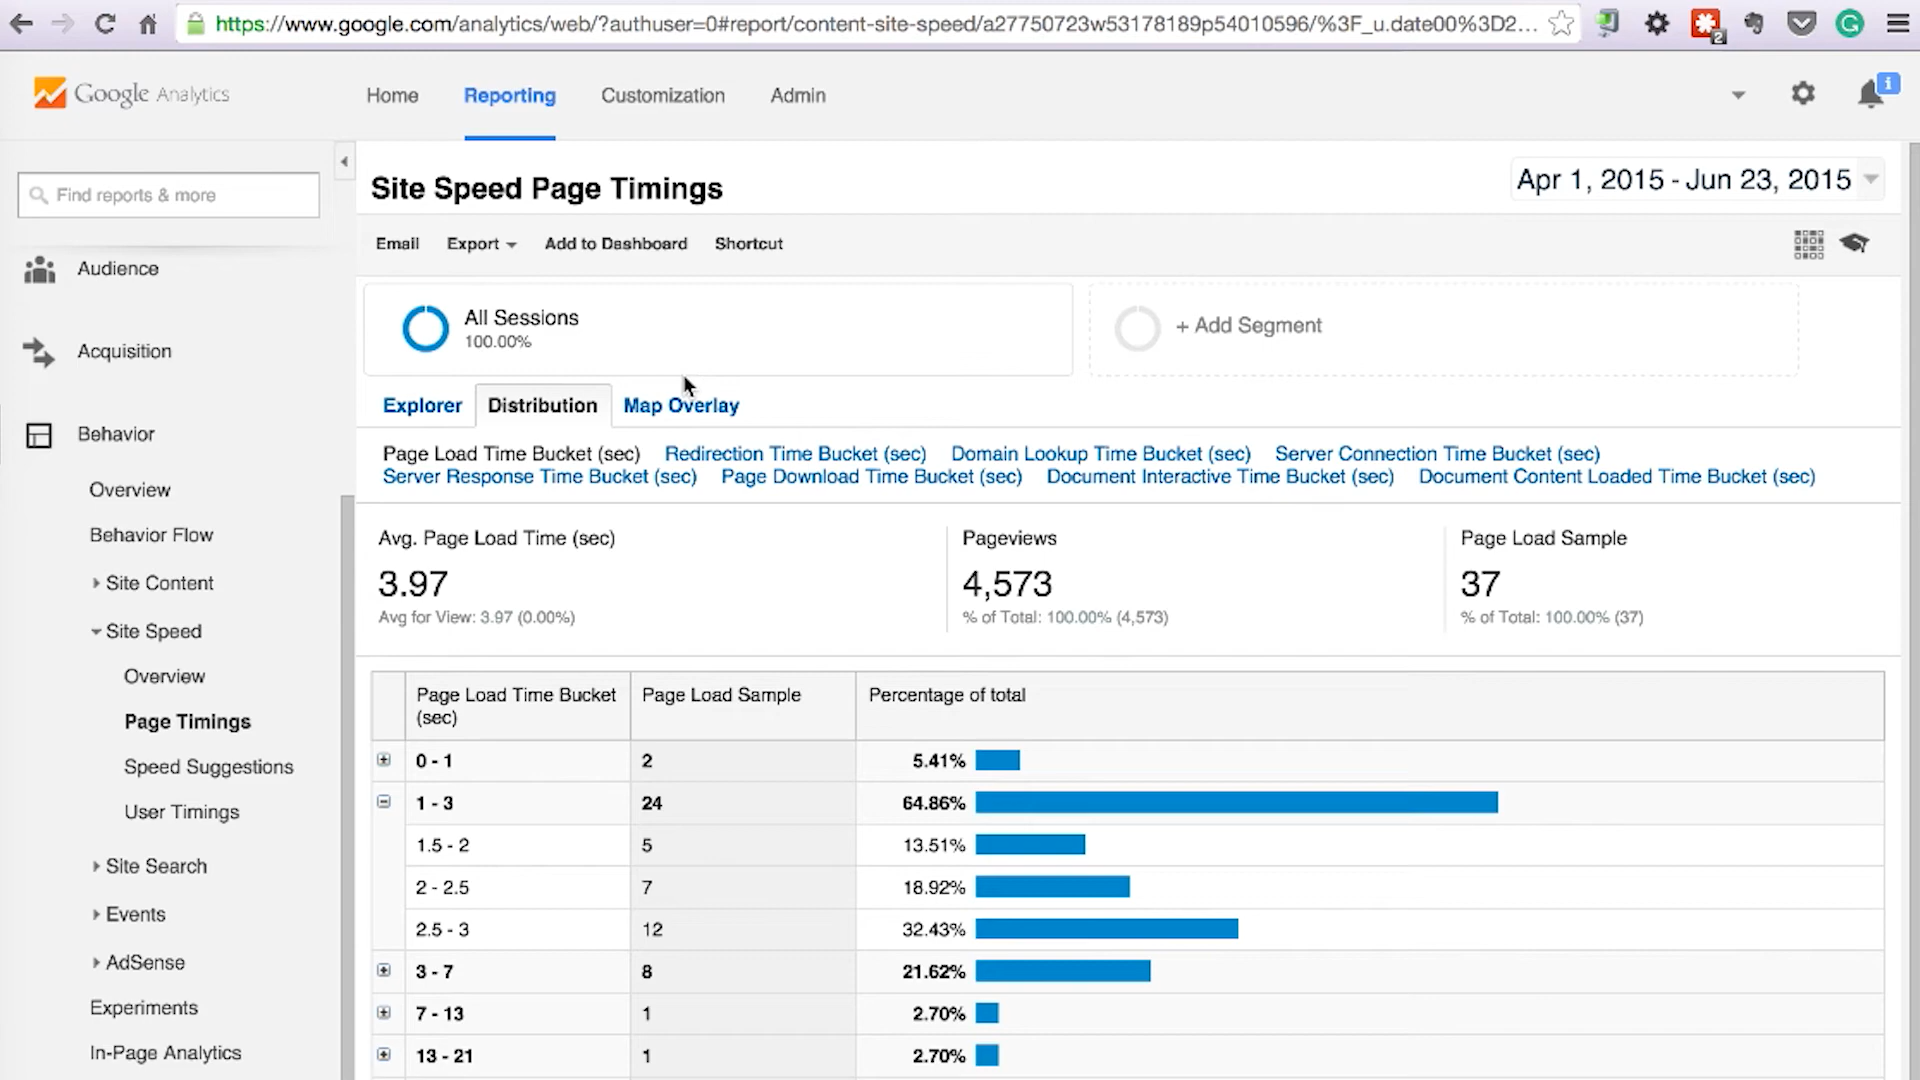 https://www.google.com/analytics/web/?authuser=0#report/content-site-speed/a27750723w53178189p54010596/%3F_u.date00%3D2...
2
Google Analytics
Home
Reporting
Customization
Admin
i
Find reports & more
Audience
Acquisition
Behavior
Overview
Behavior Flow
Site Content
Site Speed
Overview
Page Timings
Speed Suggestions
User Timings
Site Search
Events
AdSense
Experiments
In-Page Analytics
Site Speed Page Timings
Apr 1, 2015 - Jun 23, 2015
Email Export Add to Dashboard Shortcut
All Sessions
100.00%
+ Add Segment
Explorer Distribution Map Overlay
Page Load Time Bucket (sec) Redirection Time Bucket (sec) Domain Lookup Time Bucket (sec) Server Connection Time Bucket (sec)
Server Response Time Bucket (sec) Page Download Time Bucket (sec) Document Interactive Time Bucket (sec) Document Content Loaded Time Bucket (sec)
Avg. Page Load Time (sec)
3.97
Avg for View: 3.97 (0.00%)
Pageviews
4,573
% of Total: 100.00% (4,573)
Page Load Sample
37
% of Total: 100.00% (37)
Page Load Time Bucket (sec)
Page Load Sample
Percentage of total
0 - 1 2 5.41%
1 - 3 24 64.86%
1.5 - 2 5 13.51%
2 - 2.5 7 18.92%
2.5 - 3 12 32.43%
3 - 7 8 21.62%
7 - 13 1 2.70%
13 - 21 1 2.70%